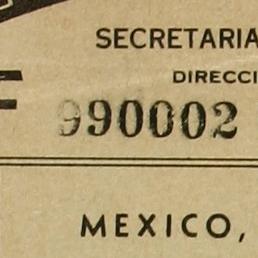 SECRETARIA
DIRECCI
990002
MEXICO,